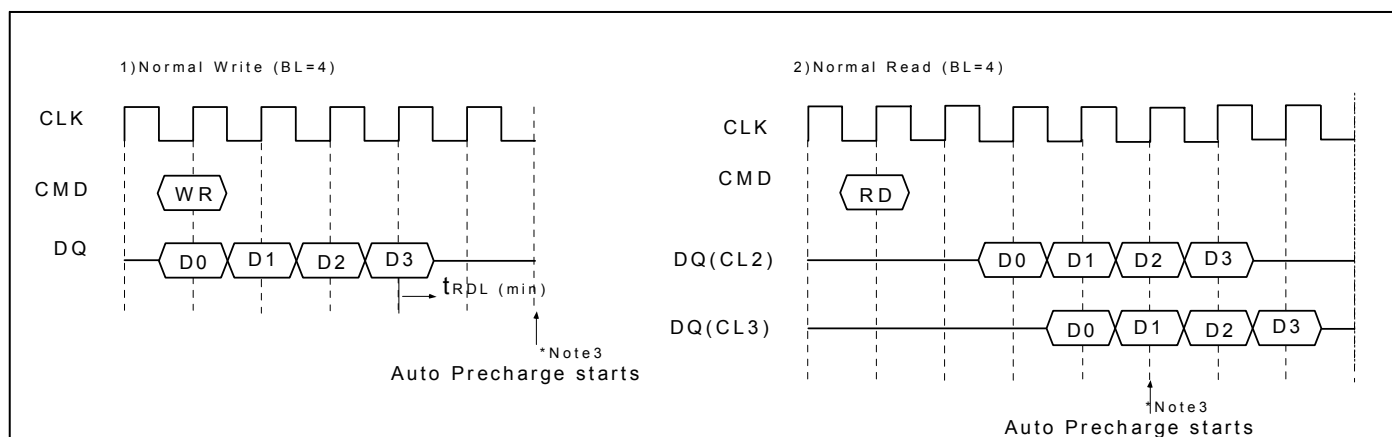 1)Normal Write (BL=4)
CLK
CMD
WR
DQ
D0 D1 D2 D3
tRDL (min)
*Note3
Auto Precharge starts
2)Normal Read (BL=4)
CLK
CMD
RD
DQ(CL2)
D0 D1 D2 D3
DQ(CL3)
D0 D1 D2 D3
*Note3
Auto Precharge starts